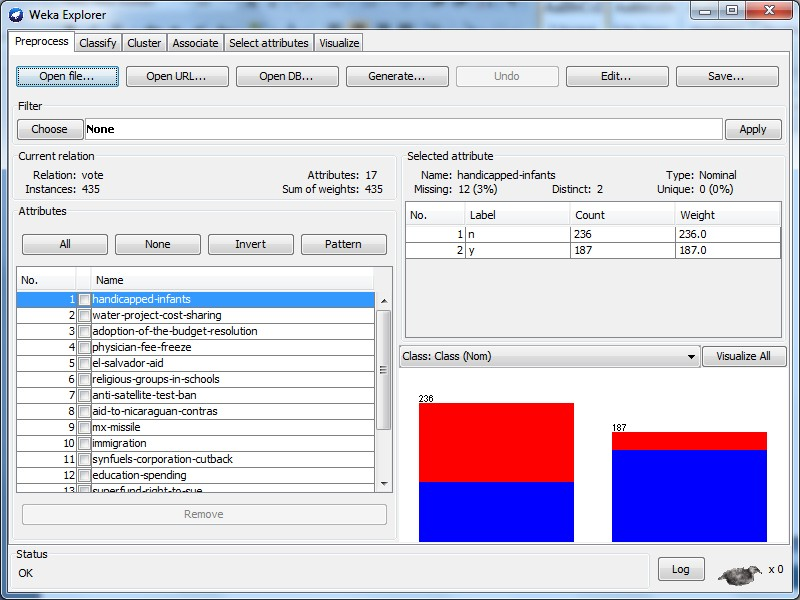 Weka Explorer
Preprocess Classify Cluster Associate Select attributes Visualize
Open file... Open URL... Open DB... Generate... Undo Edit... Save...
Filter
Choose None Apply
Current relation
Relation: vote Attributes: 17
Instances: 435 Sum of weights: 435
Selected attribute
Name: handicapped-infants Type: Nominal
Missing: 12 (3%) Distinct: 2 Unique: 0 (0%)
No. Label Count Weight
1 n 236 236.0
2 y 187 187.0
Attributes
All None Invert Pattern
No. Name
1 handicapped-infants
2 water-project-cost-sharing
3 adoption-of-the-budget-resolution
4 physician-fee-freeze
5 el-salvador-aid
6 religious-groups-in-schools
7 anti-satellite-test-ban
8 aid-to-nicaraguan-contras
9 mx-missile
10 immigration
11 synfuels-corporation-cutback
12 education-spending
13 superfund-right-to-sue
Remove
Class: Class (Nom) Visualize All
236
187
Status
OK
Log x 0